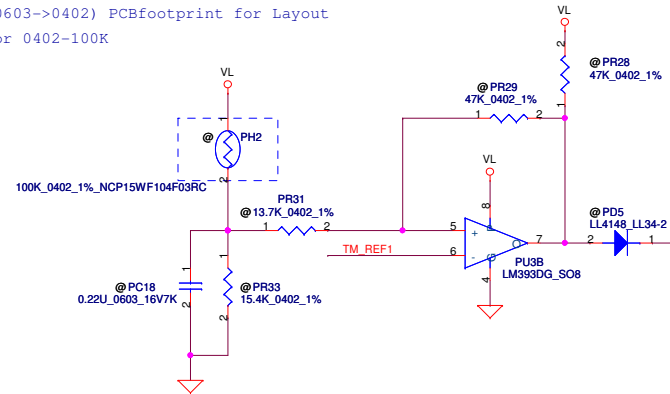 0603->0402) PCBfootprint for Layout
or 0402-100K
VL
2
@ PR28
47K_0402_1%
1
VL
@ PR29
47K_0402_1%
1 2
1
@ PH2
2
100K_0402_1%_NCP15WF104F03RC
VL
8
PR31
@ 13.7K_0402_1%
1 2
5
+
P
TM_REF1
6
-
G
O
7
4
PU3B
LM393DG_SO8
@ PD5
LL4148_LL34-2
2 1
1
@ PC18
0.22U_0603_16V7K
2
1
@ PR33
15.4K_0402_1%
2